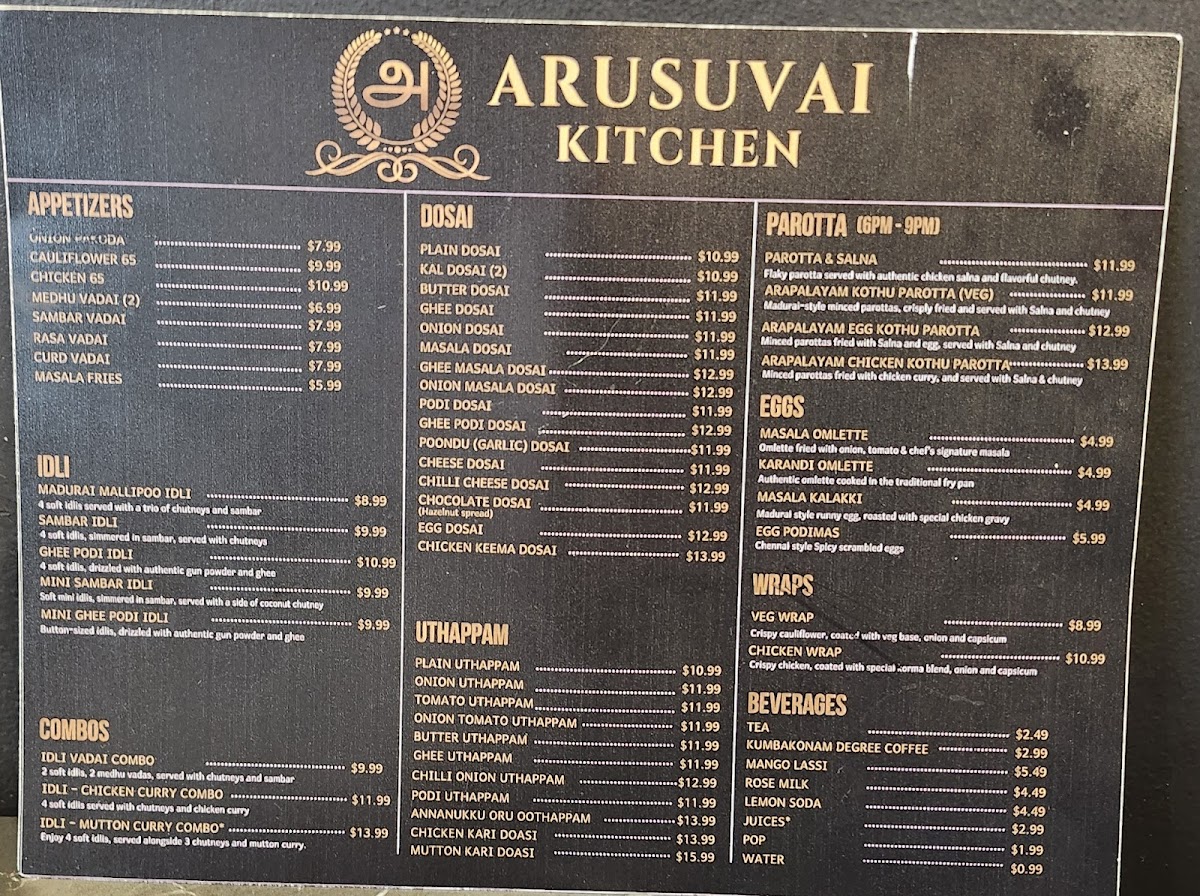 அ
ARUSUVAI
KITCHEN
APPETIZERS
ONION PAKODA $7.99
CAULIFLOWER 65 $9.99
CHICKEN 65 $10.99
MEDHU VADAI (2) $6.99
SAMBAR VADAI $7.99
RASA VADAI $7.99
CURD VADAI $7.99
MASALA FRIES $5.99
IDLI
MADURAI MALLIPOO IDLI $8.99
4 soft idlis served with a trio of chutneys and sambar
SAMBAR IDLI $9.99
4 soft idlis, simmered in sambar, served with chutneys
GHEE PODI IDLI $10.99
4 soft idlis, drizzled with authentic gun powder and ghee
MINI SAMBAR IDLI $9.99
Soft mini idlis, simmered in sambar, served with a side of coconut chutney
MINI GHEE PODI IDLI $9.99
Button-sized idlis, drizzled with authentic gun powder and ghee
COMBOS
IDLI VADAI COMBO $9.99
2 soft idlis, 2 medhu vadas, served with chutneys and sambar
IDLI - CHICKEN CURRY COMBO $11.99
4 soft idlis served with chutneys and chicken curry
IDLI - MUTTON CURRY COMBO* $13.99
Enjoy 4 soft idlis, served alongside 3 chutneys and mutton curry.
DOSAI
PLAIN DOSAI $10.99
KAL DOSAI (2) $10.99
BUTTER DOSAI $11.99
GHEE DOSAI $11.99
ONION DOSAI $11.99
MASALA DOSAI $11.99
GHEE MASALA DOSAI $12.99
ONION MASALA DOSAI $12.99
PODI DOSAI $11.99
GHEE PODI DOSAI $12.99
POONDU (GARLIC) DOSAI $11.99
CHEESE DOSAI $11.99
CHILLI CHEESE DOSAI $12.99
CHOCOLATE DOSAI $11.99
(Hazelnut spread)
EGG DOSAI $12.99
CHICKEN KEEMA DOSAI $13.99
UTHAPPAM
PLAIN UTHAPPAM $10.99
ONION UTHAPPAM $11.99
TOMATO UTHAPPAM $11.99
ONION TOMATO UTHAPPAM $11.99
BUTTER UTHAPPAM $11.99
GHEE UTHAPPAM $11.99
CHILLI ONION UTHAPPAM $12.99
PODI UTHAPPAM $11.99
ANNANUKKU ORU OOTHAPPAM $13.99
CHICKEN KARI DOASI $13.99
MUTTON KARI DOASI $15.99
PAROTTA (6PM - 9PM)
PAROTTA & SALNA $11.99
Flaky parotta served with authentic chicken salna and flavorful chutney.
ARAPALAYAM KOTHU PAROTTA (VEG) $11.99
Madurai-style minced parottas, crisply fried and served with Salna and chutney
ARAPALAYAM EGG KOTHU PAROTTA $12.99
Minced parottas fried with Salna and egg, served with Salna and chutney
ARAPALAYAM CHICKEN KOTHU PAROTTA $13.99
Minced parottas fried with chicken curry, and served with Salna & chutney
EGGS
MASALA OMLETTE $4.99
Omlette fried with onion, tomato & chef's signature masala
KARANDI OMLETTE $4.99
Authentic omlette cooked in the traditional fry pan
MASALA KALAKKI $4.99
Madurai style runny egg, roasted with special chicken gravy
EGG PODIMAS $5.99
Chennai style Spicy scrambled eggs
WRAPS
VEG WRAP $8.99
Crispy cauliflower, coated with veg base, onion and capsicum
CHICKEN WRAP $10.99
Crispy chicken, coated with special korma blend, onion and capsicum
BEVERAGES
TEA $2.49
KUMBAKONAM DEGREE COFFEE $2.99
MANGO LASSI $5.49
ROSE MILK $4.49
LEMON SODA $4.49
JUICES* $2.99
POP $1.99
WATER $0.99